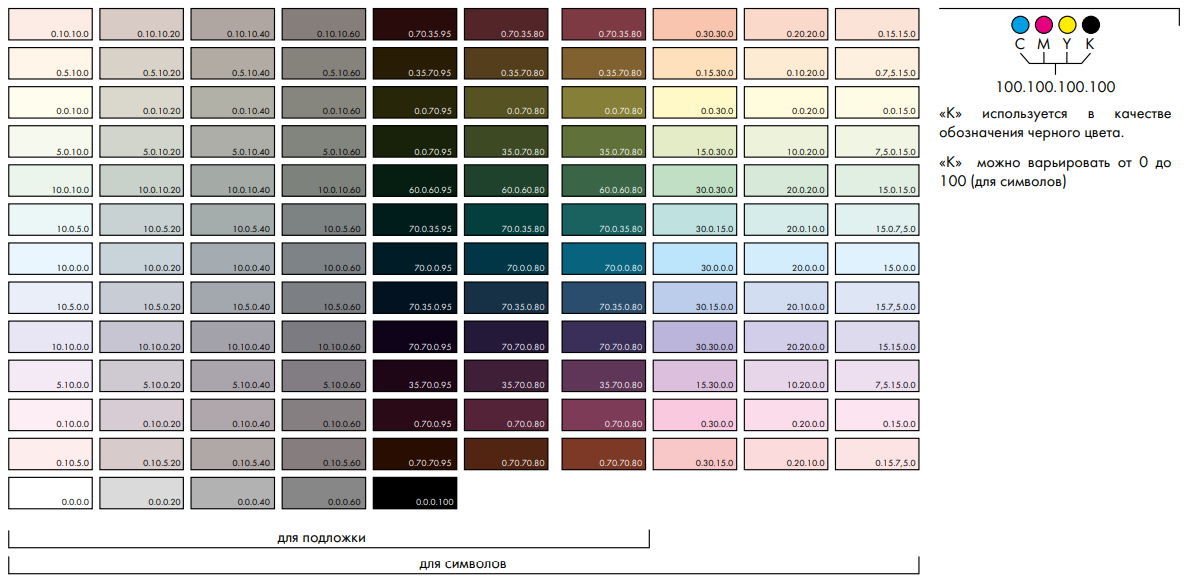 0.10.10.0 0.10.10.20 0.10.10.40 0.10.10.60 0.70.35.95 0.70.35.80 0.70.35.80 0.30.30.0 0.20.20.0 0.15.15.0
0.5.10.0 0.5.10.20 0.5.10.40 0.5.10.60 0.35.70.95 0.35.70.80 0.35.70.80 0.15.30.0 0.10.20.0 0.7,5.15.0
0.0.10.0 0.0.10.20 0.0.10.40 0.0.10.60 0.0.70.95 0.0.70.80 0.0.70.80 0.0.30.0 0.0.20.0 0.0.15.0
5.0.10.0 5.0.10.20 5.0.10.40 5.0.10.60 0.0.70.95 35.0.70.80 35.0.70.80 15.0.30.0 10.0.20.0 7,5.0.15.0
10.0.10.0 10.0.10.20 10.0.10.40 10.0.10.60 60.0.60.95 60.0.60.80 60.0.60.80 30.0.30.0 20.0.20.0 15.0.15.0
10.0.5.0 10.0.5.20 10.0.5.40 10.0.5.60 70.0.35.95 70.0.35.80 70.0.35.80 30.0.15.0 20.0.10.0 15.0.7,5.0
10.0.0.0 10.0.0.20 10.0.0.40 10.0.0.60 70.0.0.95 70.0.0.80 70.0.0.80 30.0.0.0 20.0.0.0 15.0.0.0
10.5.0.0 10.5.0.20 10.5.0.40 10.5.0.60 70.35.0.95 70.35.0.80 70.35.0.80 30.15.0.0 20.10.0.0 15.7,5.0.0
10.10.0.0 10.10.0.20 10.10.0.40 10.10.0.60 70.70.0.95 70.70.0.80 70.70.0.80 30.30.0.0 20.20.0.0 15.15.0.0
5.10.0.0 5.10.0.20 5.10.0.40 5.10.0.60 35.70.0.95 35.70.0.80 35.70.0.80 15.30.0.0 10.20.0.0 7,5.15.0.0
0.10.0.0 0.10.0.20 0.10.0.40 0.10.0.60 0.70.0.95 0.70.0.80 0.70.0.80 0.30.0.0 0.20.0.0 0.15.0.0
0.10.5.0 0.10.5.20 0.10.5.40 0.10.5.60 0.70.70.95 0.70.70.80 0.70.70.80 0.30.15.0 0.20.10.0 0.15.7,5.0
0.0.0.0 0.0.0.20 0.0.0.40 0.0.0.60 0.0.0.100
для подложки
для символов
C M Y K
100.100.100.100
«K» используется в качестве
обозначения черного цвета.
«K» можно варьировать от 0 до
100 (для символов)